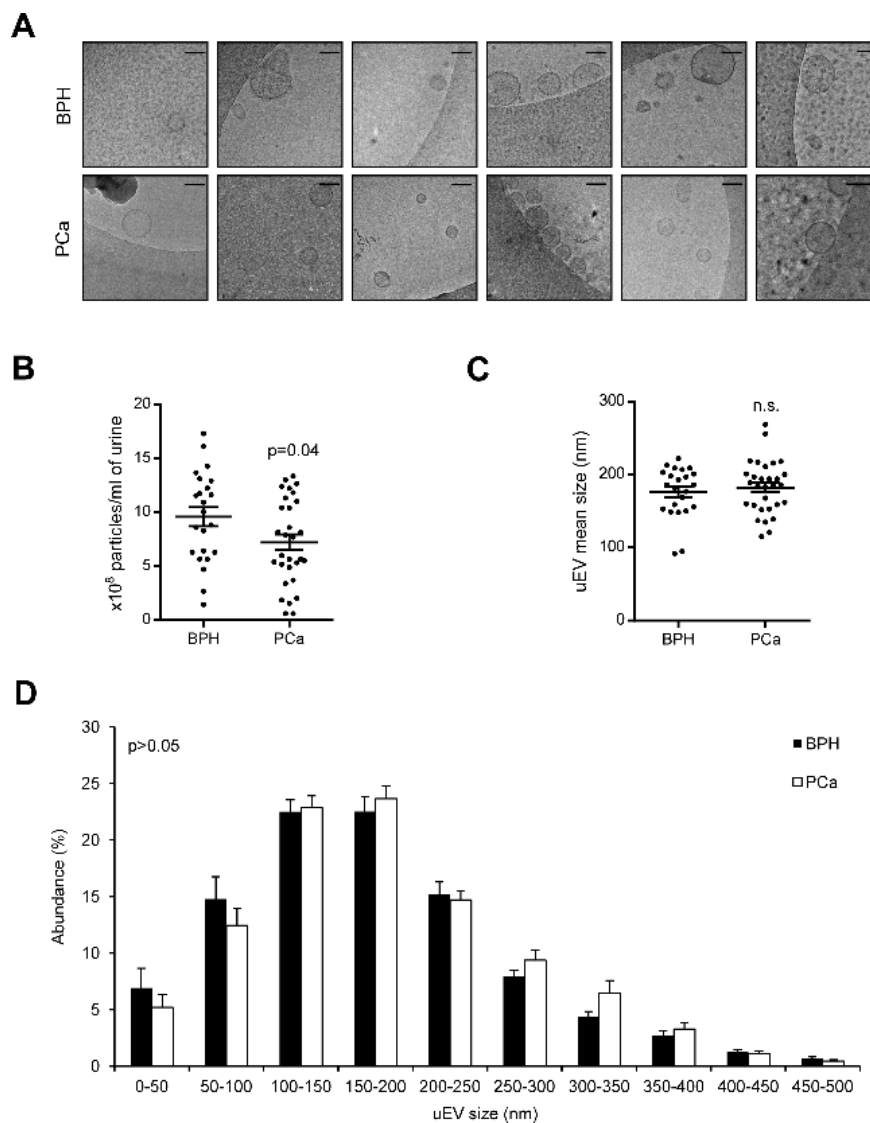 A
BPH
PCa
B
×10⁸ particles/ml of urine
20
15
10
5
0
p=0.04
BPH
PCa
C
uEV mean size (nm)
300
200
100
0
n.s.
BPH
PCa
D
Abundance (%)
30
25
20
15
10
5
0
p>0.05
BPH
PCa
0-50 50-100 100-150 150-200 200-250 250-300 300-350 350-400 400-450 450-500
uEV size (nm)